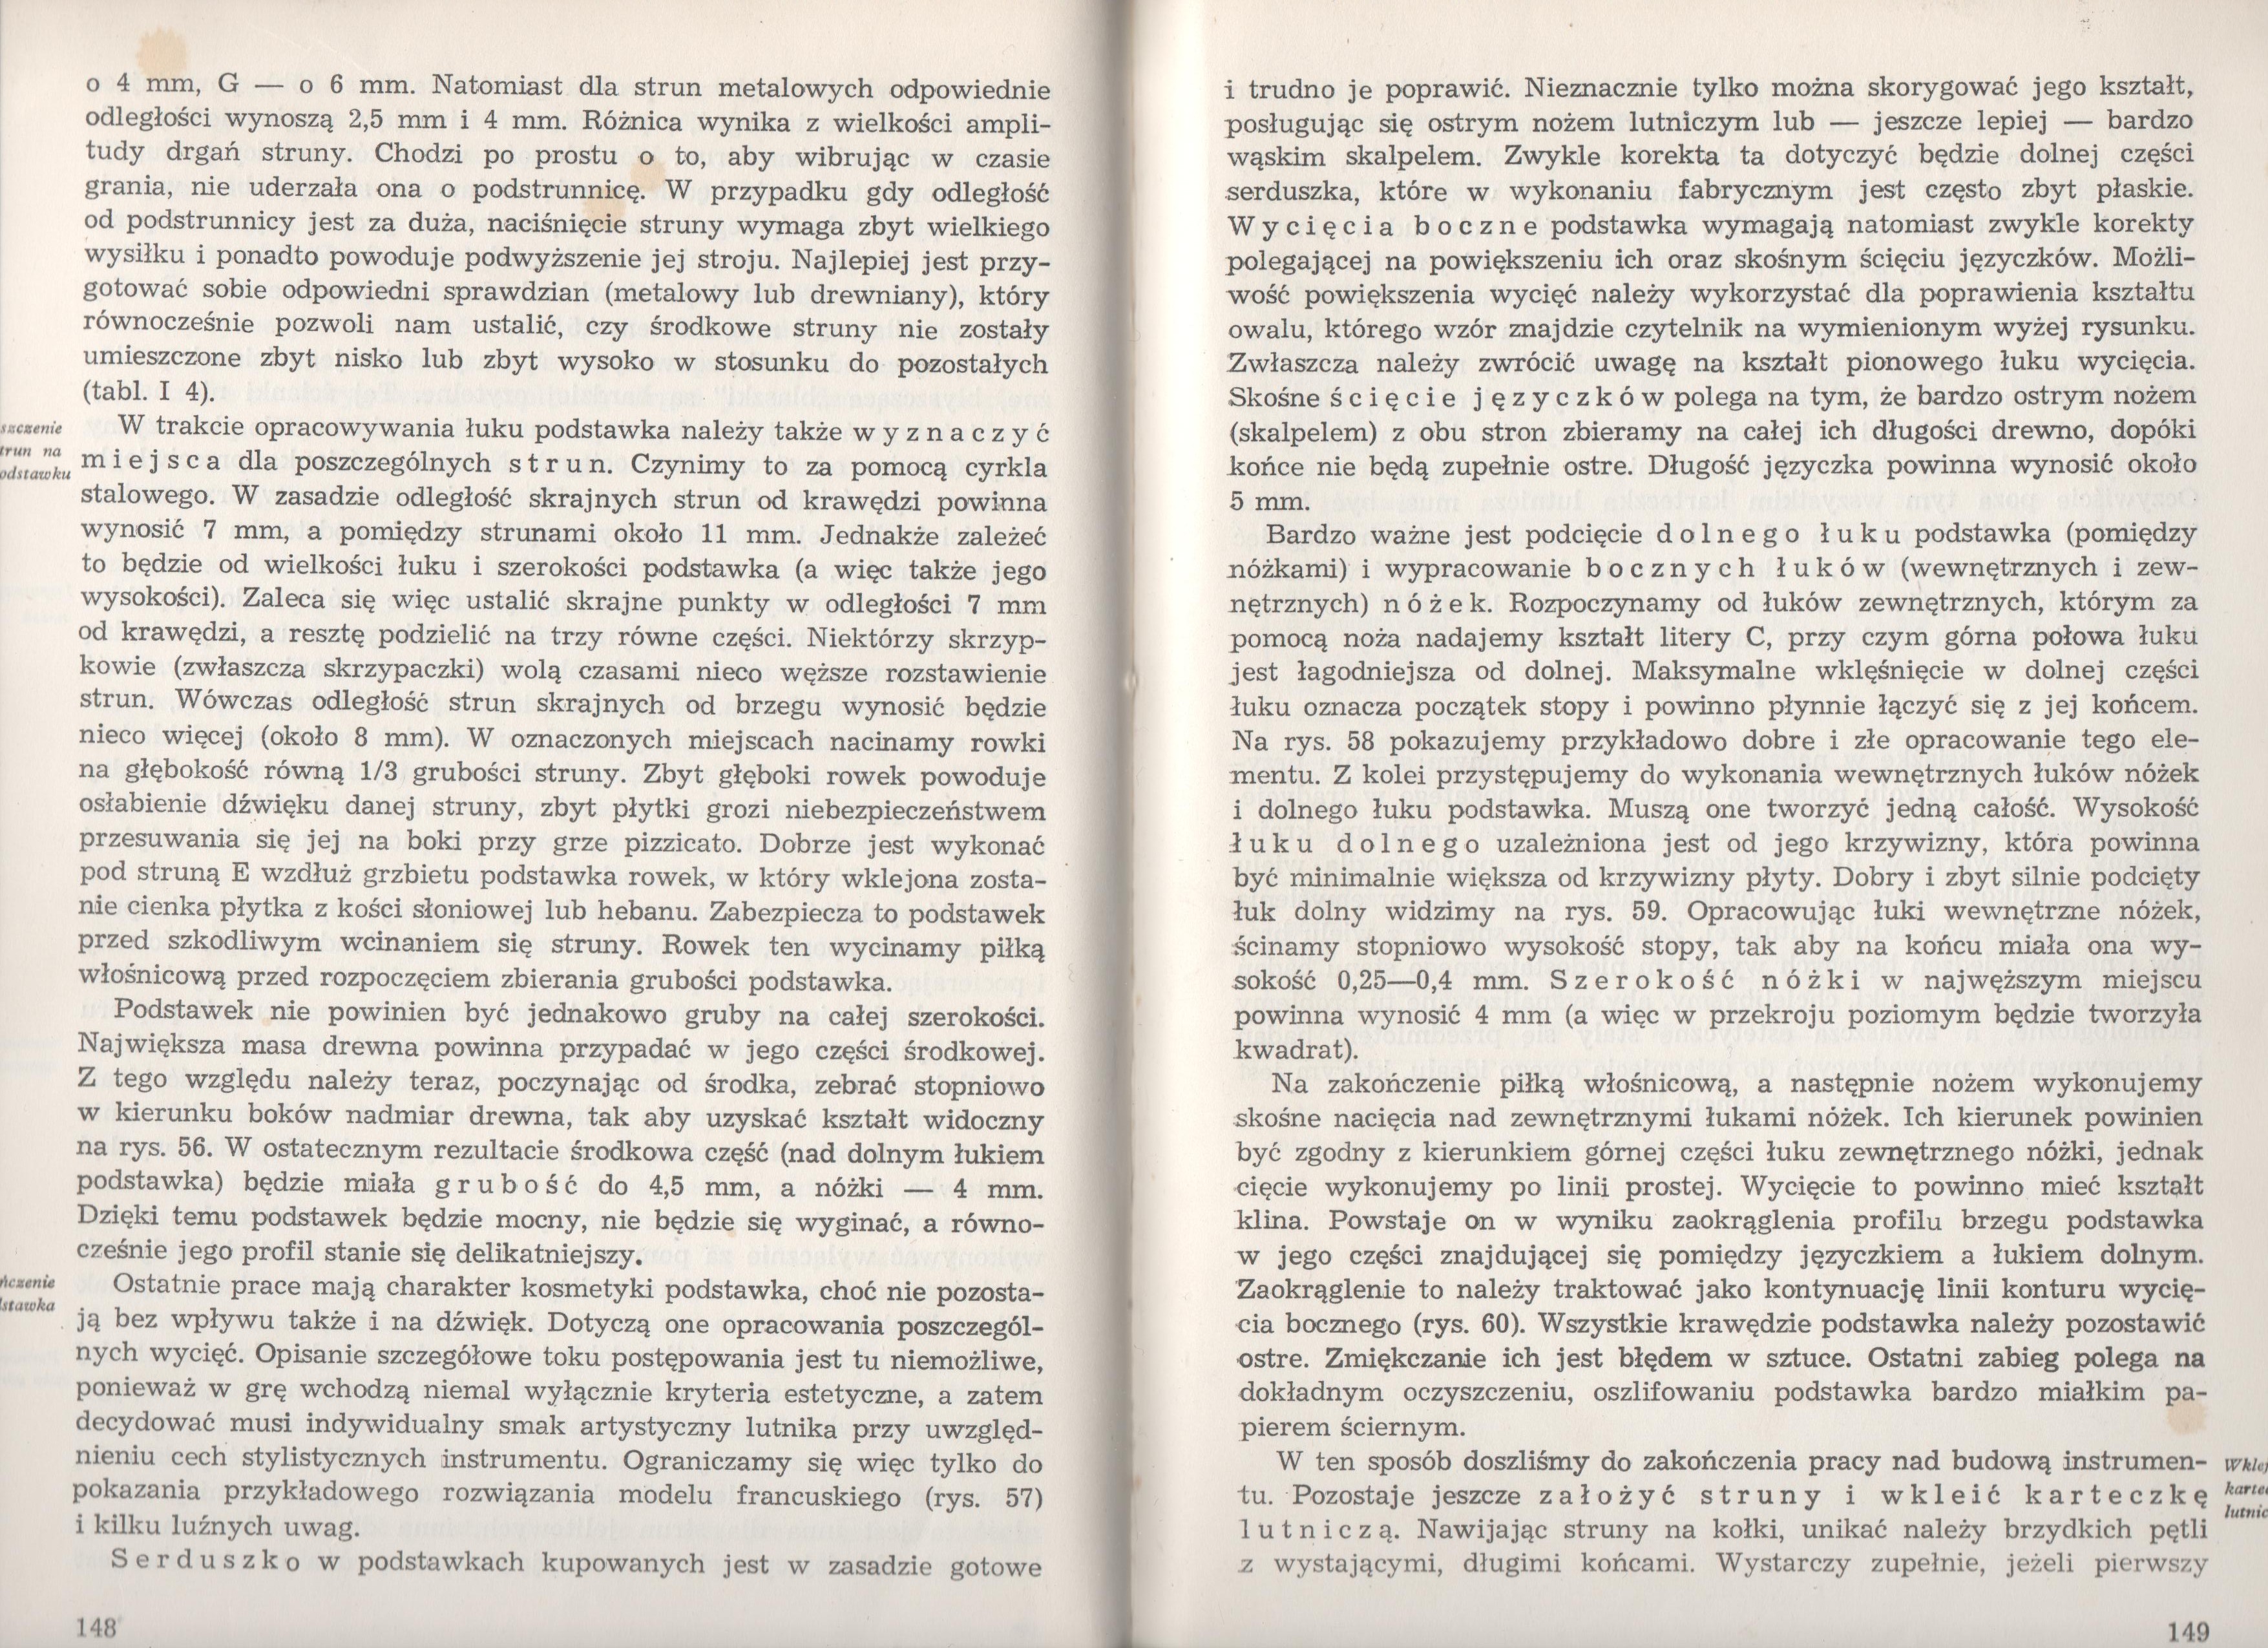 o 4 mm, G — o 6 mm. Natomiast dla strun metalowych odpowiednie
odległości wynoszą 2,5 mm i 4 mm. Różnica wynika z wielkości ampli-
tudy drgań struny. Chodzi po prostu o to, aby wibrując w czasie
grania, nie uderzała ona o podstrunnicę. W przypadku gdy odległość
od podstrunnicy jest za duża, naciśnięcie struny wymaga zbyt wielkiego
wysiłku i ponadto powoduje podwyższenie jej stroju. Najlepiej jest przy-
gotować sobie odpowiedni sprawdzian (metalowy lub drewniany), który
równocześnie pozwoli nam ustalić, czy środkowe struny nie zostały
umieszczone zbyt nisko lub zbyt wysoko w stosunku do pozostałych
(tabl. I 4).
W trakcie opracowywania łuku podstawka należy także wyznaczyć
miejsca dla poszczególnych strun. Czynimy to za pomocą cyrkla
stalowego. W zasadzie odległość skrajnych strun od krawędzi powinna
wynosić 7 mm, a pomiędzy strunami około 11 mm. Jednakże zależeć
to będzie od wielkości łuku i szerokości podstawka (a więc także jego
wysokości). Zaleca się więc ustalić skrajne punkty w odległości 7 mm
od krawędzi, a resztę podzielić na trzy równe części. Niektórzy skrzyp-
kowie (zwłaszcza skrzypaczki) wolą czasami nieco węższe rozstawienie
strun. Wówczas odległość strun skrajnych od brzegu wynosić będzie
nieco więcej (około 8 mm). W oznaczonych miejscach nacinamy rowki
na głębokość równą 1/3 grubości struny. Zbyt głęboki rowek powoduje
osłabienie dźwięku danej struny, zbyt płytki grozi niebezpieczeństwem
przesuwania się jej na boki przy grze pizzicato. Dobrze jest wykonać
pod struną E wzdłuż grzbietu podstawka rowek, w który wklejona zosta-
nie cienka płytka z kości słoniowej lub hebanu. Zabezpiecza to podstawek
przed szkodliwym wcinaniem się struny. Rowek ten wycinamy piłką
włośnicową przed rozpoczęciem zbierania grubości podstawka.
Podstawek nie powinien być jednakowo gruby na całej szerokości.
Największa masa drewna powinna przypadać w jego części środkowej.
Z tego względu należy teraz, poczynając od środka, zebrać stopniowo
w kierunku boków nadmiar drewna, tak aby uzyskać kształt widoczny
na rys. 56. W ostatecznym rezultacie środkowa część (nad dolnym łukiem
podstawka) będzie miała grubość do 4,5 mm, a nóżki — 4 mm.
Dzięki temu podstawek będzie mocny, nie będzie się wyginać, a równo-
cześnie jego profil stanie się delikatniejszy.
Ostatnie prace mają charakter kosmetyki podstawka, choć nie pozosta-
ją bez wpływu także i na dźwięk. Dotyczą one opracowania poszczegól-
nych wycięć. Opisanie szczegółowe toku postępowania jest tu niemożliwe,
ponieważ w grę wchodzą niemal wyłącznie kryteria estetyczne, a zatem
decydować musi indywidualny smak artystyczny lutnika przy uwzględ-
nieniu cech stylistycznych instrumentu. Ograniczamy się więc tylko do
pokazania przykładowego rozwiązania modelu francuskiego (rys. 57)
i kilku luźnych uwag.
Serduszko w podstawkach kupowanych jest w zasadzie gotowe
148
i trudno je poprawić. Nieznacznie tylko można skorygować jego kształt,
posługując się ostrym nożem lutniczym lub — jeszcze lepiej — bardzo
wąskim skalpelem. Zwykle korekta ta dotyczyć będzie dolnej części
serduszka, które w wykonaniu fabrycznym jest często zbyt płaskie.
Wycięcia boczne podstawka wymagają natomiast zwykle korekty
polegającej na powiększeniu ich oraz skośnym ścięciu języczków. Możli-
wość powiększenia wycięć należy wykorzystać dla poprawienia kształtu
owalu, którego wzór znajdzie czytelnik na wymienionym wyżej rysunku.
Zwłaszcza należy zwrócić uwagę na kształt pionowego łuku wycięcia.
Skośne ścięcie języczków polega na tym, że bardzo ostrym nożem
(skalpelem) z obu stron zbieramy na całej ich długości drewno, dopóki
końce nie będą zupełnie ostre. Długość języczka powinna wynosić około
5 mm.
Bardzo ważne jest podcięcie dolnego łuku podstawka (pomiędzy
nóżkami) i wypracowanie bocznych łuków (wewnętrznych i zew-
nętrznych) nóżek. Rozpoczynamy od łuków zewnętrznych, którym za
pomocą noża nadajemy kształt litery C, przy czym górna połowa łuku
jest łagodniejsza od dolnej. Maksymalne wklęśnięcie w dolnej części
łuku oznacza początek stopy i powinno płynnie łączyć się z jej końcem.
Na rys. 58 pokazujemy przykładowo dobre i złe opracowanie tego ele-
mentu. Z kolei przystępujemy do wykonania wewnętrznych łuków nóżek
i dolnego łuku podstawka. Muszą one tworzyć jedną całość. Wysokość
łuku dolnego uzależniona jest od jego krzywizny, która powinna
być minimalnie większa od krzywizny płyty. Dobry i zbyt silnie podcięty
łuk dolny widzimy na rys. 59. Opracowując łuki wewnętrzne nóżek,
ścinamy stopniowo wysokość stopy, tak aby na końcu miała ona wy-
sokość 0,25—0,4 mm. Szerokość nóżki w najwęższym miejscu
powinna wynosić 4 mm (a więc w przekroju poziomym będzie tworzyła
kwadrat).
Na zakończenie piłką włośnicową, a następnie nożem wykonujemy
skośne nacięcia nad zewnętrznymi łukami nóżek. Ich kierunek powinien
być zgodny z kierunkiem górnej części łuku zewnętrznego nóżki, jednak
cięcie wykonujemy po linii prostej. Wycięcie to powinno mieć kształt
klina. Powstaje on w wyniku zaokrąglenia profilu brzegu podstawka
w jego części znajdującej się pomiędzy języczkiem a łukiem dolnym.
Zaokrąglenie to należy traktować jako kontynuację linii konturu wycię-
cia bocznego (rys. 60). Wszystkie krawędzie podstawka należy pozostawić
ostre. Zmiękczanie ich jest błędem w sztuce. Ostatni zabieg polega na
dokładnym oczyszczeniu, oszlifowaniu podstawka bardzo miałkim pa-
pierem ściernym.
W ten sposób doszliśmy do zakończenia pracy nad budową instrumen-
tu. Pozostaje jeszcze założyć struny i wkleić karteczkę
lutniczą. Nawijając struny na kołki, unikać należy brzydkich pętli
z wystającymi, długimi końcami. Wystarczy zupełnie, jeżeli pierwszy
149